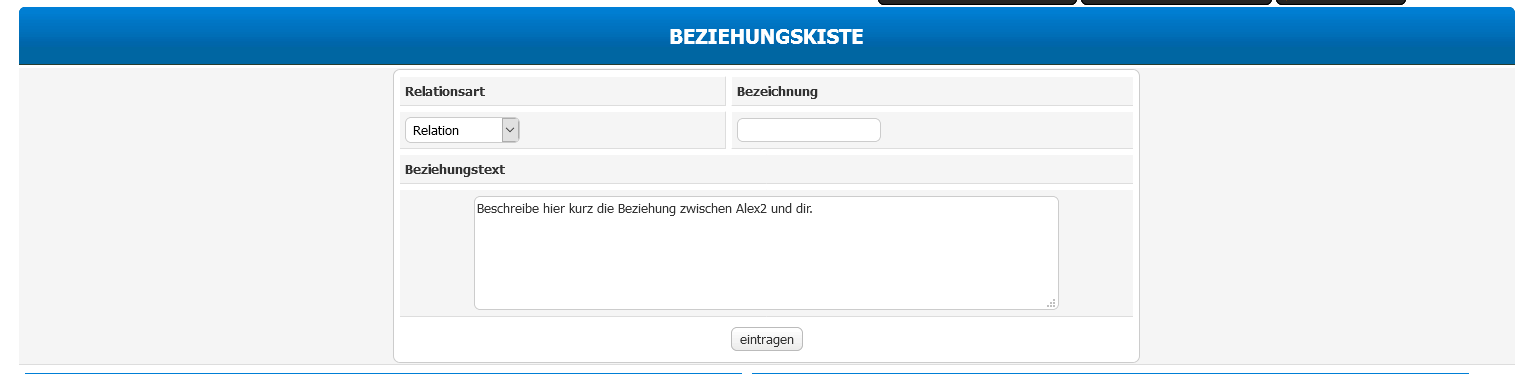 BEZIEHUNGSKISTE
Relationsart Bezeichnung
Relation
Beziehungstext
Beschreibe hier kurz die Beziehung zwischen Alex2 und dir.
eintragen